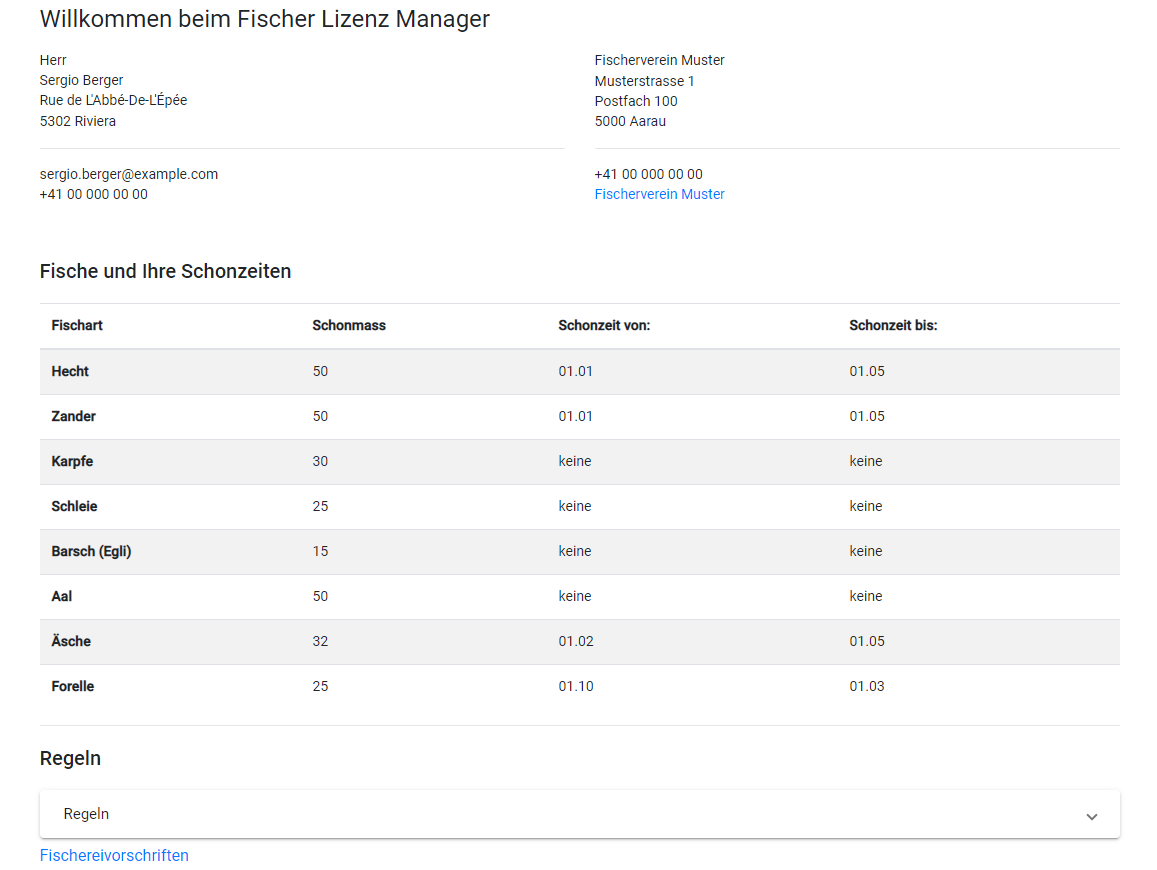 Willkommen beim Fischer Lizenz Manager
Herr
Sergio Berger
Rue de L'Abbé-De-L'Épée
5302 Riviera
sergio.berger@example.com
+41 00 000 00 00
Fischerverein Muster
Musterstrasse 1
Postfach 100
5000 Aarau
+41 00 000 00 00
Fischerverein Muster
Fische und Ihre Schonzeiten
Fischart Schonmass Schonzeit von: Schonzeit bis:
Hecht 50 01.01 01.05
Zander 50 01.01 01.05
Karpfe 30 keine keine
Schleie 25 keine keine
Barsch (Egli) 15 keine keine
Aal 50 keine keine
Äsche 32 01.02 01.05
Forelle 25 01.10 01.03
Regeln
Regeln
Fischereivorschriften